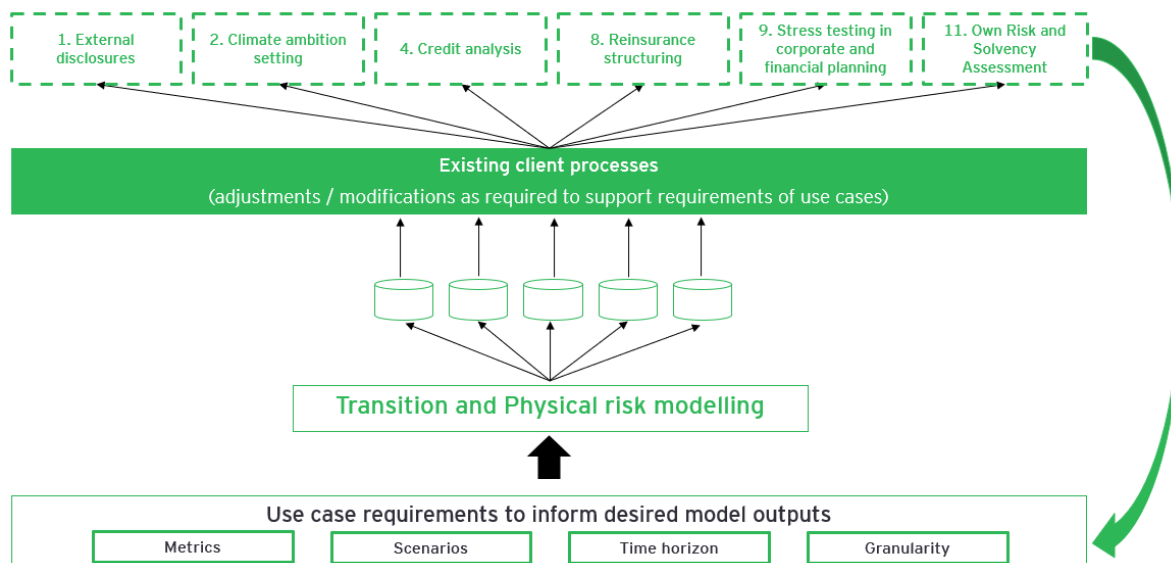 1. External
disclosures
2. Climate ambition
setting
4. Credit analysis
8. Reinsurance
structuring
9. Stress testing in
corporate and
financial planning
11. Own Risk and
Solvency
Assessment
Existing client processes
(adjustments / modifications as required to support requirements of use cases)
Transition and Physical risk modelling
Use case requirements to inform desired model outputs
Metrics
Scenarios
Time horizon
Granularity